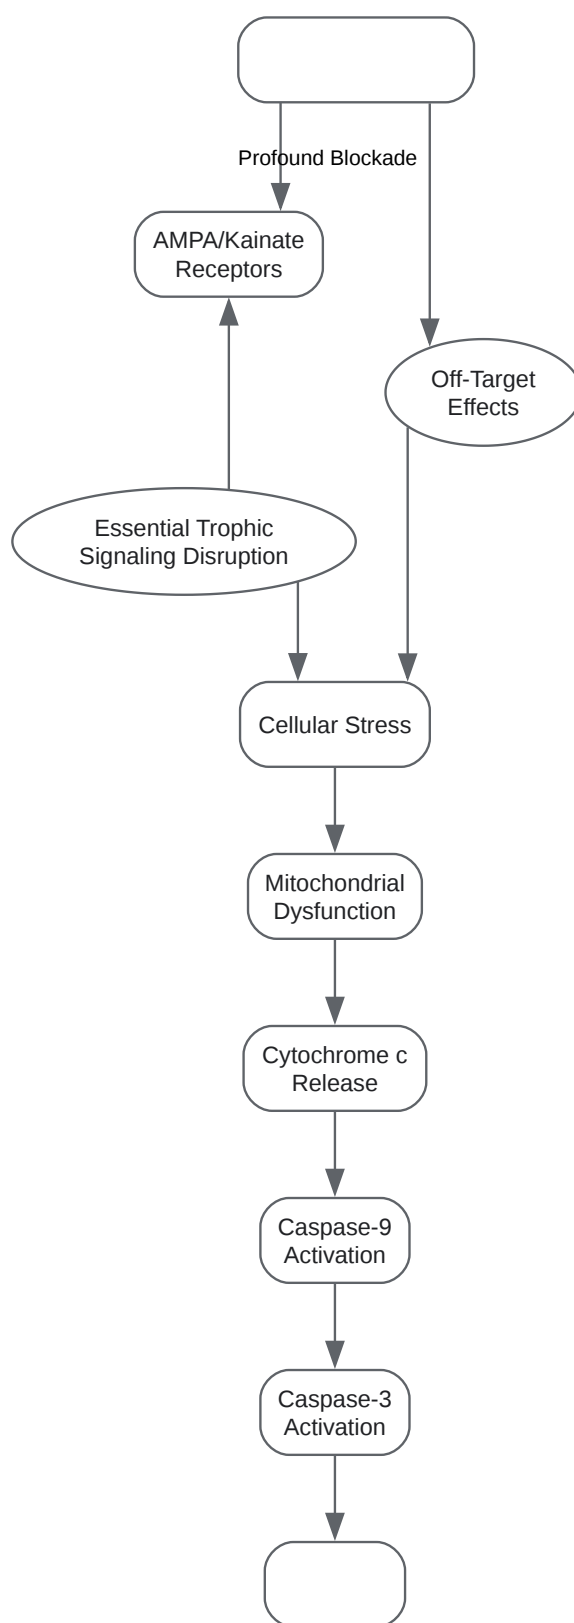 Profound Blockade
AMPA/Kainate
Receptors
Off-Target
Effects
Essential Trophic
Signaling Disruption
Cellular Stress
Mitochondrial
Dysfunction
Cytochrome c
Release
Caspase-9
Activation
Caspase-3
Activation